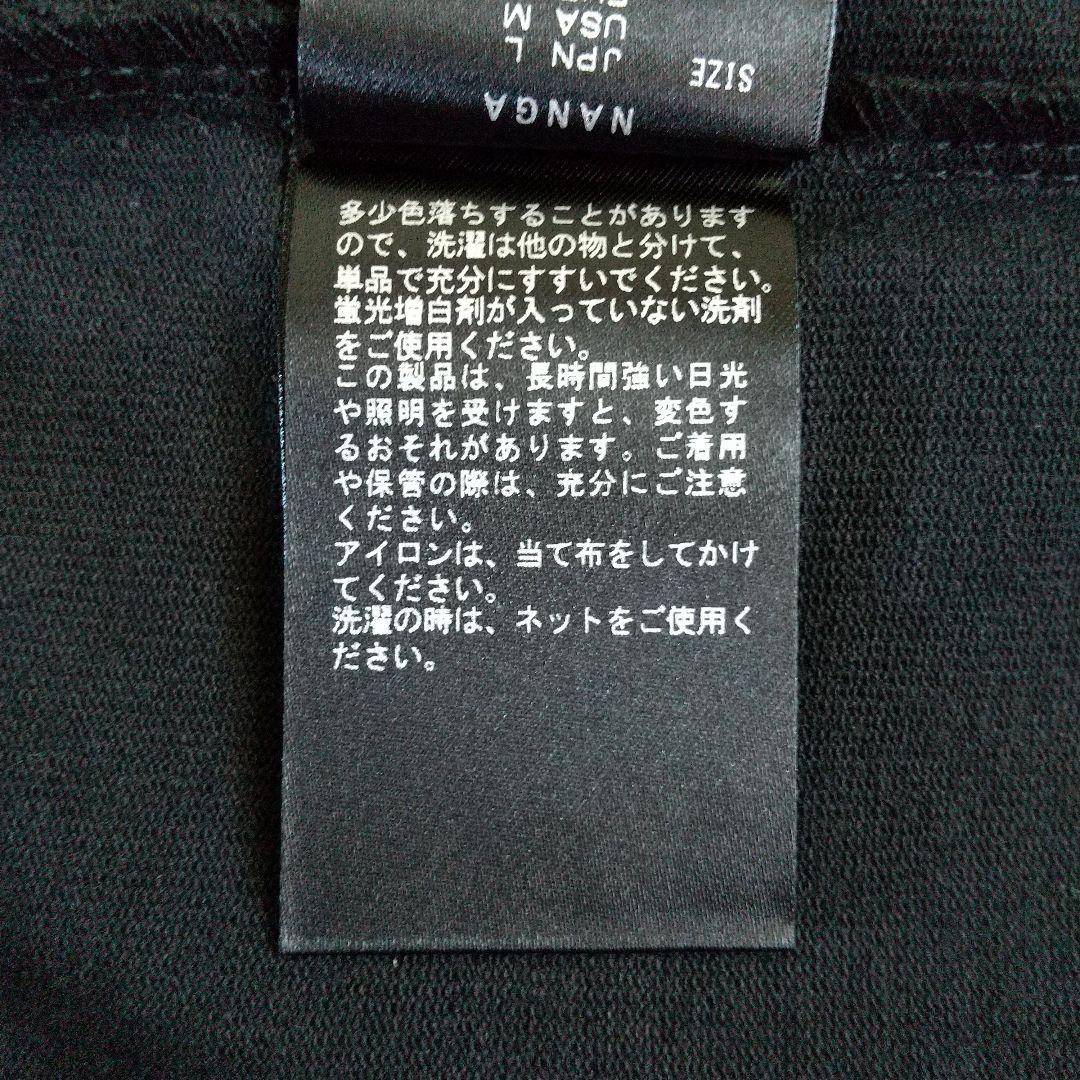 NANGA
SIZE
JPN L
USA M
多少色落ちすることがあります
ので、洗濯は他の物と分けて、
単品で充分にすすいでください。
蛍光増白剤が入っていない洗剤
をご使用ください。
この製品は、長時間強い日光
や照明を受けますと、変色す
るおそれがあります。ご着用
や保管の際は、充分にご注意
ください。
アイロンは、当て布をしてかけ
てください。
洗濯の時は、ネットをご使用く
ださい。